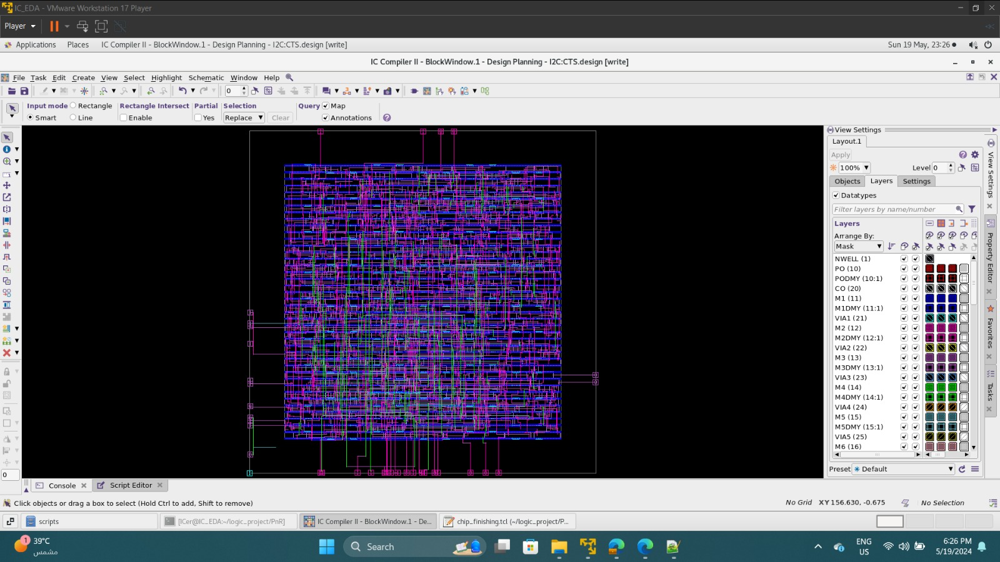 IC_EDA - VMware Workstation 17 Player
Player
Applications Places IC Compiler II - BlockWindow.1 - Design Planning - I2C:CTS.design [write] Sun 19 May, 23:26
IC Compiler II - BlockWindow.1 - Design Planning - I2C:CTS.design [write]
File Task Edit Create View Select Highlight Schematic Window Help
0
Input mode Rectangle Rectangle Intersect Partial Selection Query Map
Smart Line Enable Yes Replace Clear Annotations
View Settings
Layout.1
Apply
100% Level 0
Objects Layers Settings
Datatypes
Filter layers by name/number
Layers
Arrange By:
Mask
NWELL (1)
PO (10)
PODMY (10:1)
CO (20)
M1 (11)
M1DMY (11:1)
VIA1 (21)
M2 (12)
M2DMY (12:1)
VIA2 (22)
M3 (13)
M3DMY (13:1)
VIA3 (23)
M4 (14)
M4DMY (14:1)
VIA4 (24)
M5 (15)
M5DMY (15:1)
VIA5 (25)
M6 (16)
Preset Default
View Settings
Property Editor
Favorites
Tasks
0
Console Script Editor
Click objects or drag a box to select (Hold Ctrl to add, Shift to remove) No Grid XY 156.630, -0.675 No Selection
scripts [ICer@IC_EDA:~/logic_project/PnR] IC Compiler II - BlockWindow.1 - De... chip_finishing.tcl (~/logic_project/P...
1
39°C
مشمس
Search
ENG
US
6:26 PM
5/19/2024